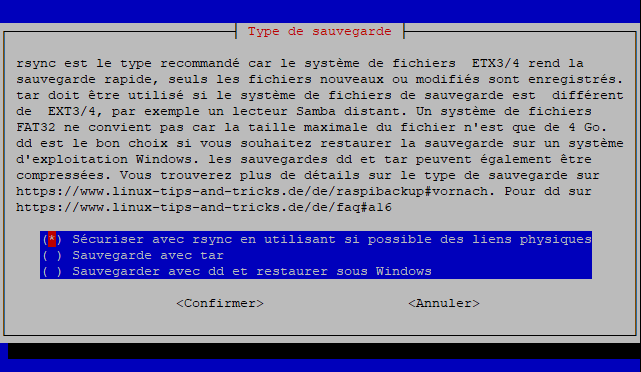 Type de sauvegarde
rsync est le type recommandé car le système de fichiers  ETX3/4 rend la
sauvegarde rapide, seuls les fichiers nouveaux ou modifiés sont enregistrés.
tar doit être utilisé si le système de fichiers de sauvegarde est  différent
de  EXT3/4, par exemple un lecteur Samba distant. Un système de fichiers
FAT32 ne convient pas car la taille maximale du fichier n'est que de 4 Go.
dd est le bon choix si vous souhaitez restaurer la sauvegarde sur un système
d'exploitation Windows. les sauvegardes dd et tar peuvent également être
compressées. Vous trouverez plus de détails sur le type de sauvegarde sur
https://www.linux-tips-and-tricks.de/de/raspibackup#vornach. Pour dd sur
https://www.linux-tips-and-tricks.de/de/faq#a16
(*) Sécuriser avec rsync en utilisant si possible des liens physiques
( ) Sauvegarde avec tar
( ) Sauvegarder avec dd et restaurer sous Windows
<Confirmer> <Annuler>